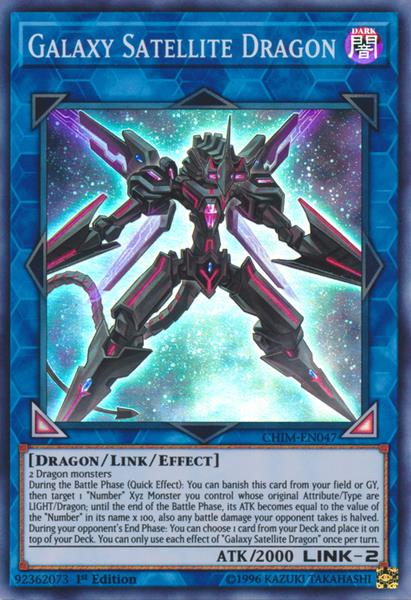 GALAXY SATELLITE DRAGON
DARK
闇
CHIM-EN047
[DRAGON/LINK/EFFECT]
2 Dragon monsters
During the Battle Phase (Quick Effect): You can banish this card from your field or GY,
then target 1 "Number" Xyz Monster you control whose original Attribute/Type are
LIGHT/Dragon; until the end of the Battle Phase, its ATK becomes equal to the value of
the "Number" in its name x 100, also any battle damage your opponent takes is halved.
During your opponent's End Phase: You can choose 1 card from your Deck and place it on
top of your Deck. You can only use each effect of "Galaxy Satellite Dragon" once per turn.
ATK/2000 LINK-2
92362073 1st Edition ©1996 KAZUKI TAKAHASHI